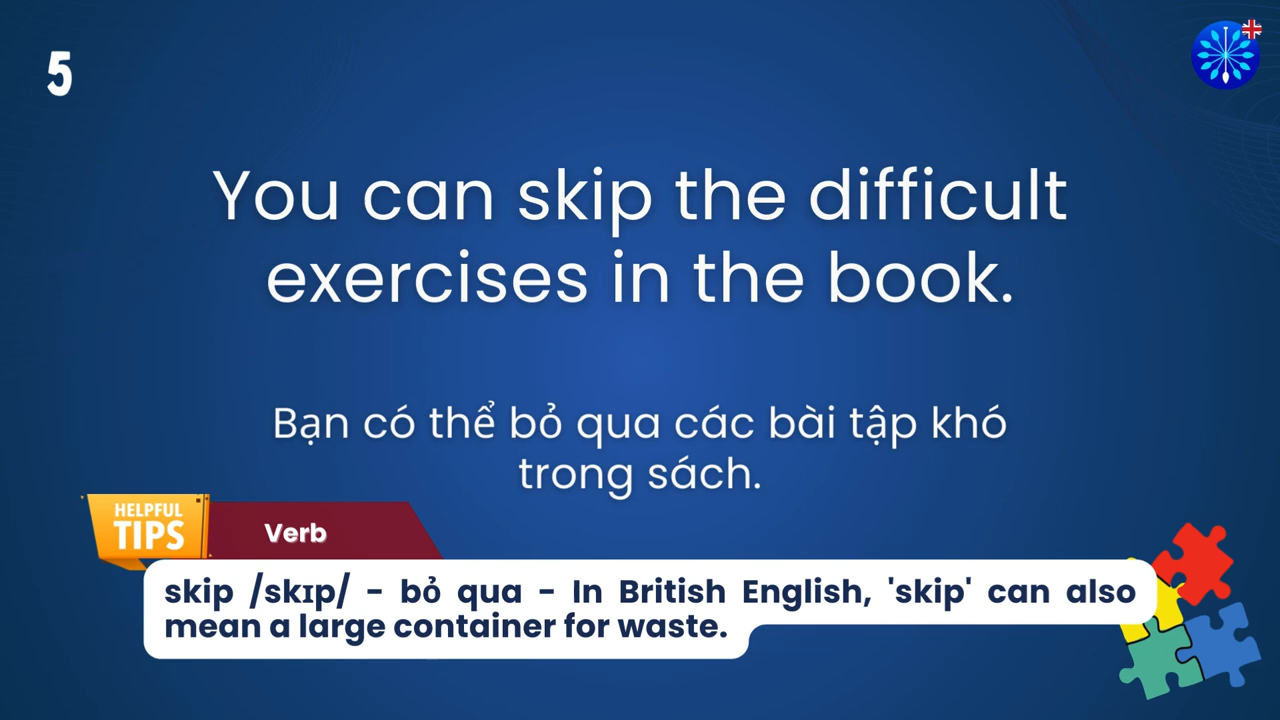 5
You can skip the difficult
exercises in the book.
Bạn có thể bỏ qua các bài tập khó
trong sách.
HELPFUL
TIPS
Verb
skip /skɪp/ - bỏ qua - In British English, 'skip' can also
mean a large container for waste.